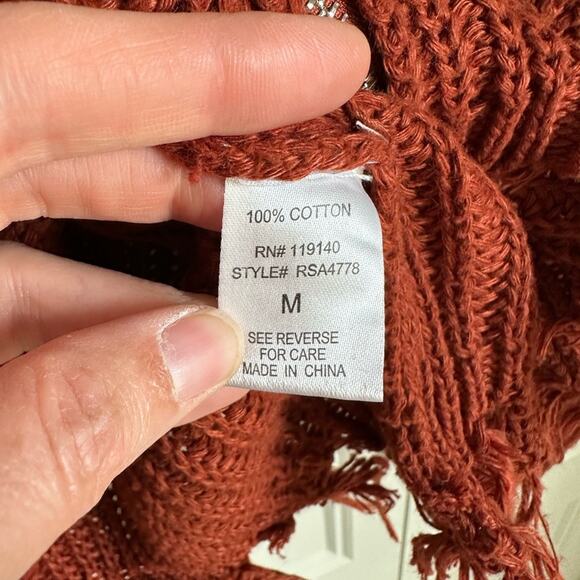 100% COTTON
RN# 119140
STYLE# RSA4778
M
SEE REVERSE
FOR CARE
MADE IN CHINA